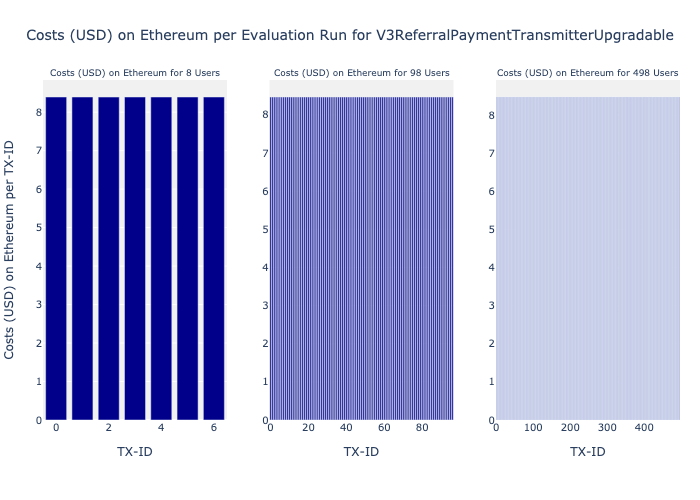 Costs (USD) on Ethereum per Evaluation Run for V3ReferralPaymentTransmitterUpgradable
Costs (USD) on Ethereum for 8 Users
Costs (USD) on Ethereum for 98 Users
Costs (USD) on Ethereum for 498 Users
Costs (USD) on Ethereum per TX-ID
8
7
6
5
4
3
2
1
0
0 2 4 6
TX-ID
8
7
6
5
4
3
2
1
0
0 20 40 60 80
TX-ID
8
7
6
5
4
3
2
1
0
0 100 200 300 400
TX-ID